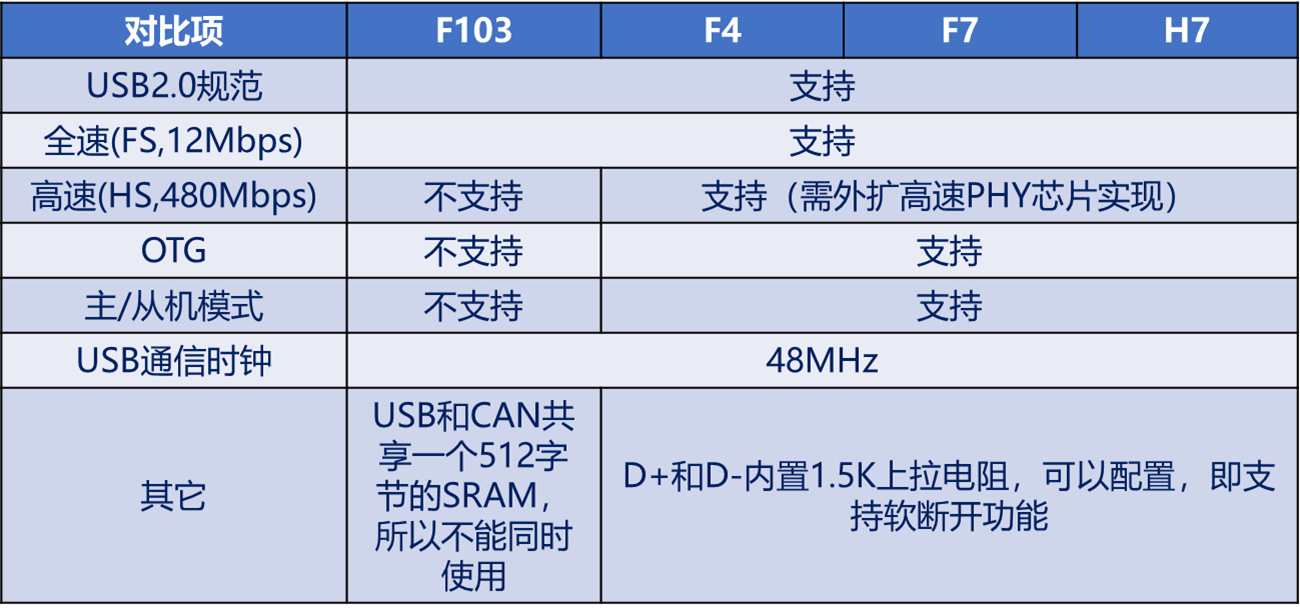 对比项 F103 F4 F7 H7
USB2.0规范 支持
全速(FS,12Mbps) 支持
高速(HS,480Mbps) 不支持 支持（需外扩高速PHY芯片实现）
OTG 不支持 支持
主/从机模式 不支持 支持
USB通信时钟 48MHz
其它
USB和CAN共
享一个512字
节的SRAM，
所以不能同时
使用
D+和D-内置1.5K上拉电阻，可以配置，即支
持软断开功能